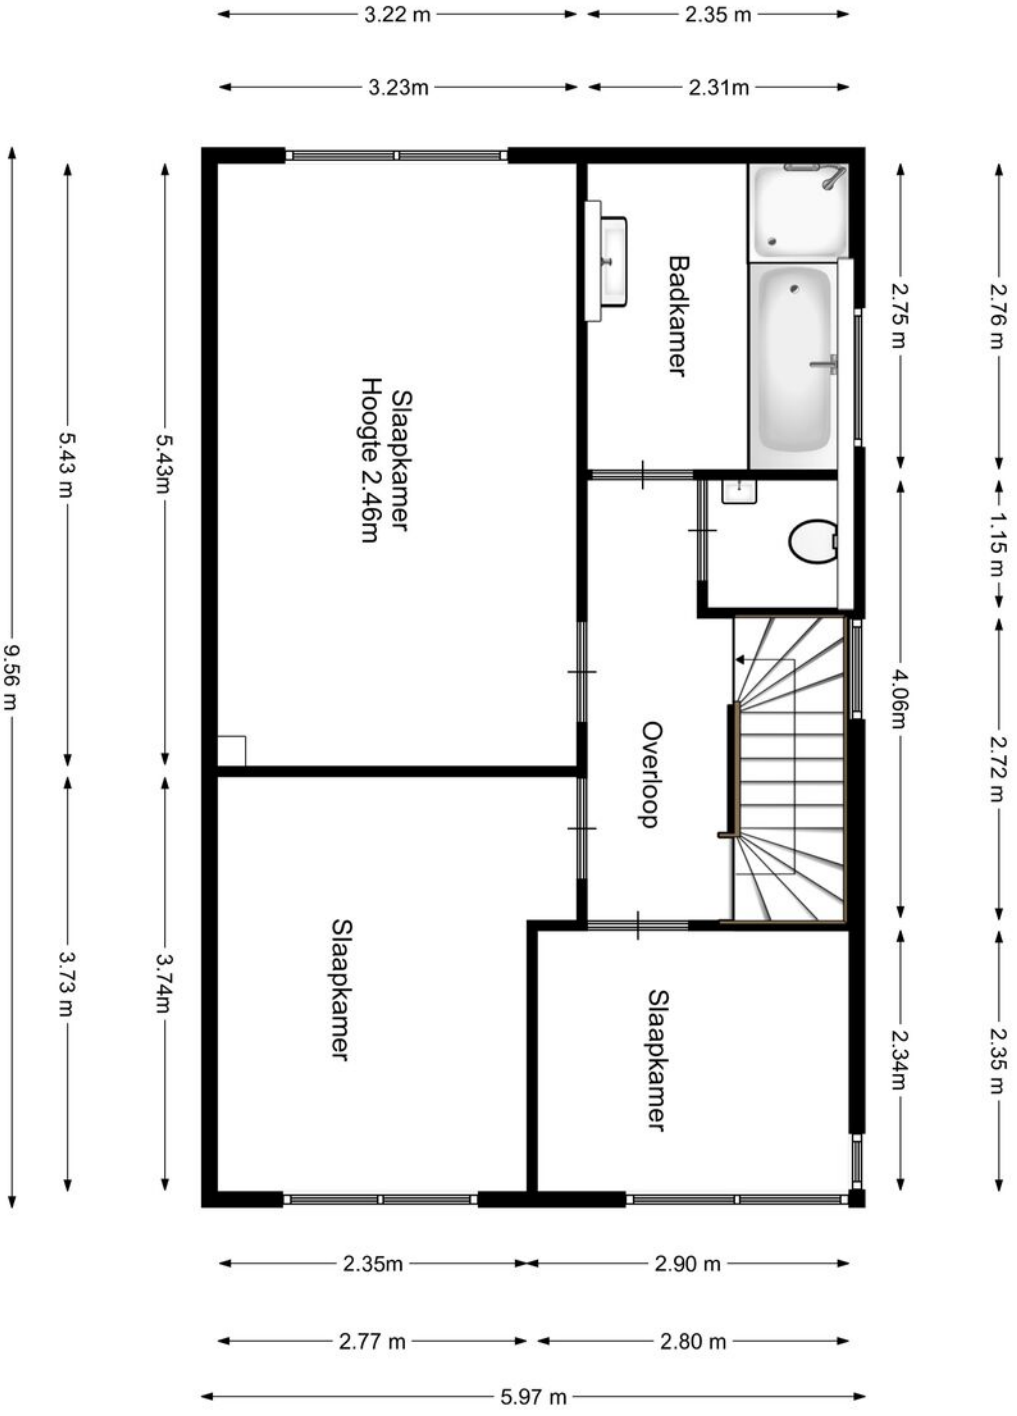 3.22 m
2.35 m
3.23m
2.31m
Badkamer
2.75 m
2.76 m
Slaapkamer
Hoogte 2.46m
5.43 m
5.43m
1.15 m
9.56 m
4.06m
Overloop
2.72 m
3.73 m
3.74m
Slaapkamer
Slaapkamer
2.34m
2.35 m
2.35m
2.90 m
2.77 m
2.80 m
5.97 m